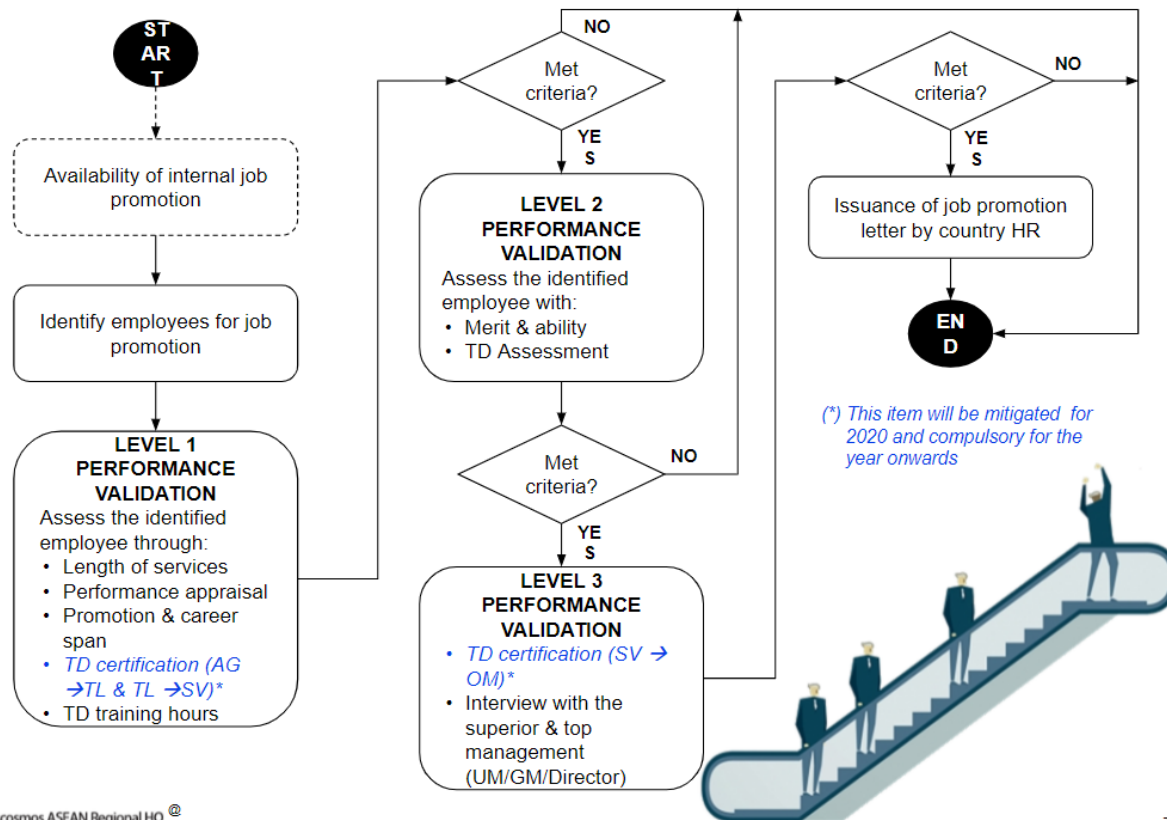 ST
AR
T
Availability of internal job
promotion
Identify employees for job
promotion
LEVEL 1
PERFORMANCE
VALIDATION
Assess the identified
employee through:
• Length of services
• Performance appraisal
• Promotion & career
span
• TD certification (AG
→TL & TL →SV)*
• TD training hours
NO
Met
criteria?
YE
S
LEVEL 2
PERFORMANCE
VALIDATION
Assess the identified
employee with:
• Merit & ability
• TD Assessment
Met
criteria?
NO
YE
S
LEVEL 3
PERFORMANCE
VALIDATION
• TD certification (SV →
OM)*
• Interview with the
superior & top
management
(UM/GM/Director)
Met
criteria?
NO
YE
S
Issuance of job promotion
letter by country HR
EN
D
(*) This item will be mitigated for
2020 and compulsory for the
year onwards
cosmos ASEAN Regional HQ @